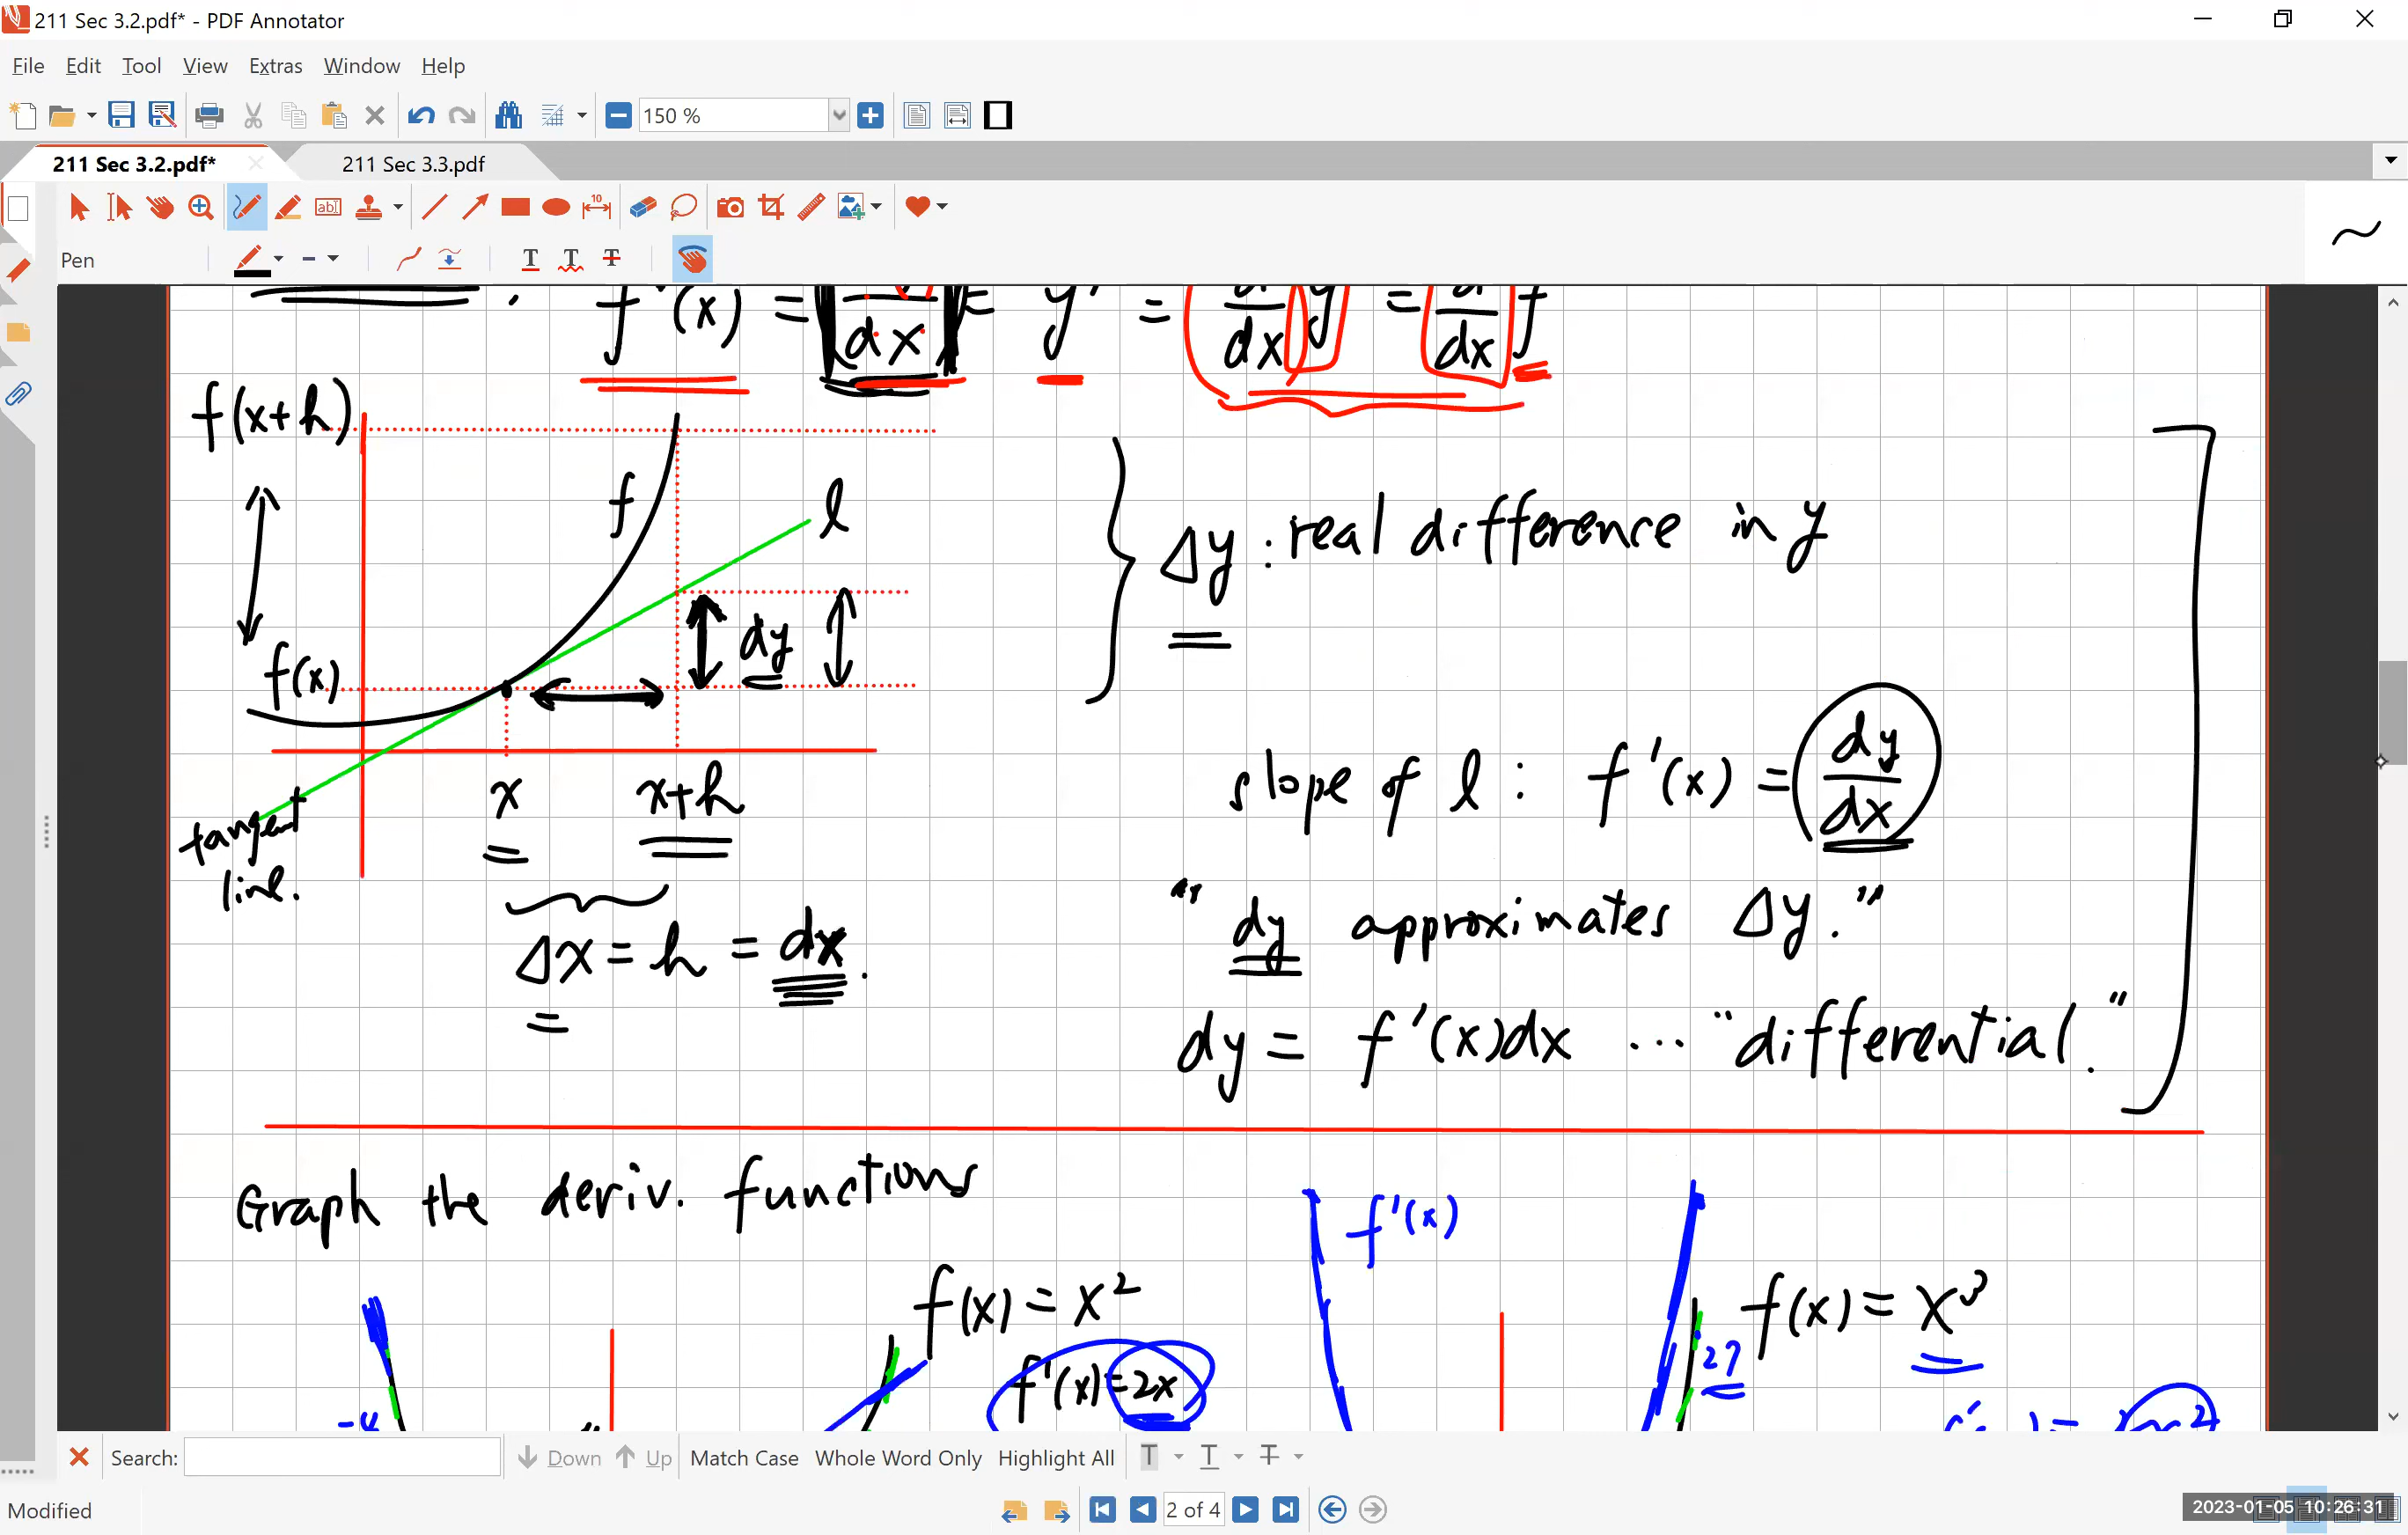 211 Sec 3.2.pdf* - PDF Annotator
File Edit Tool View Extras Window Help
150 %
211 Sec 3.2.pdf* 211 Sec 3.3.pdf
Pen
f'(x) = dx = y' = d/dx y = d/dx f
f(x+h)
f
l
Δy : real difference in y
dy
f(x)
x x+h
slope of l : f'(x) = dy/dx
tangent
line.
Δx = h = dx.
" dy approximates Δy. "
dy = f'(x)dx ... "differential."
Graph the deriv. functions
f'(x)
f(x) = x²
f(x) = x³
27
f'(x) = 2x
-4
Search: Down Up Match Case Whole Word Only Highlight All
Modified
2 of 4
2023-01-05 10:26:31